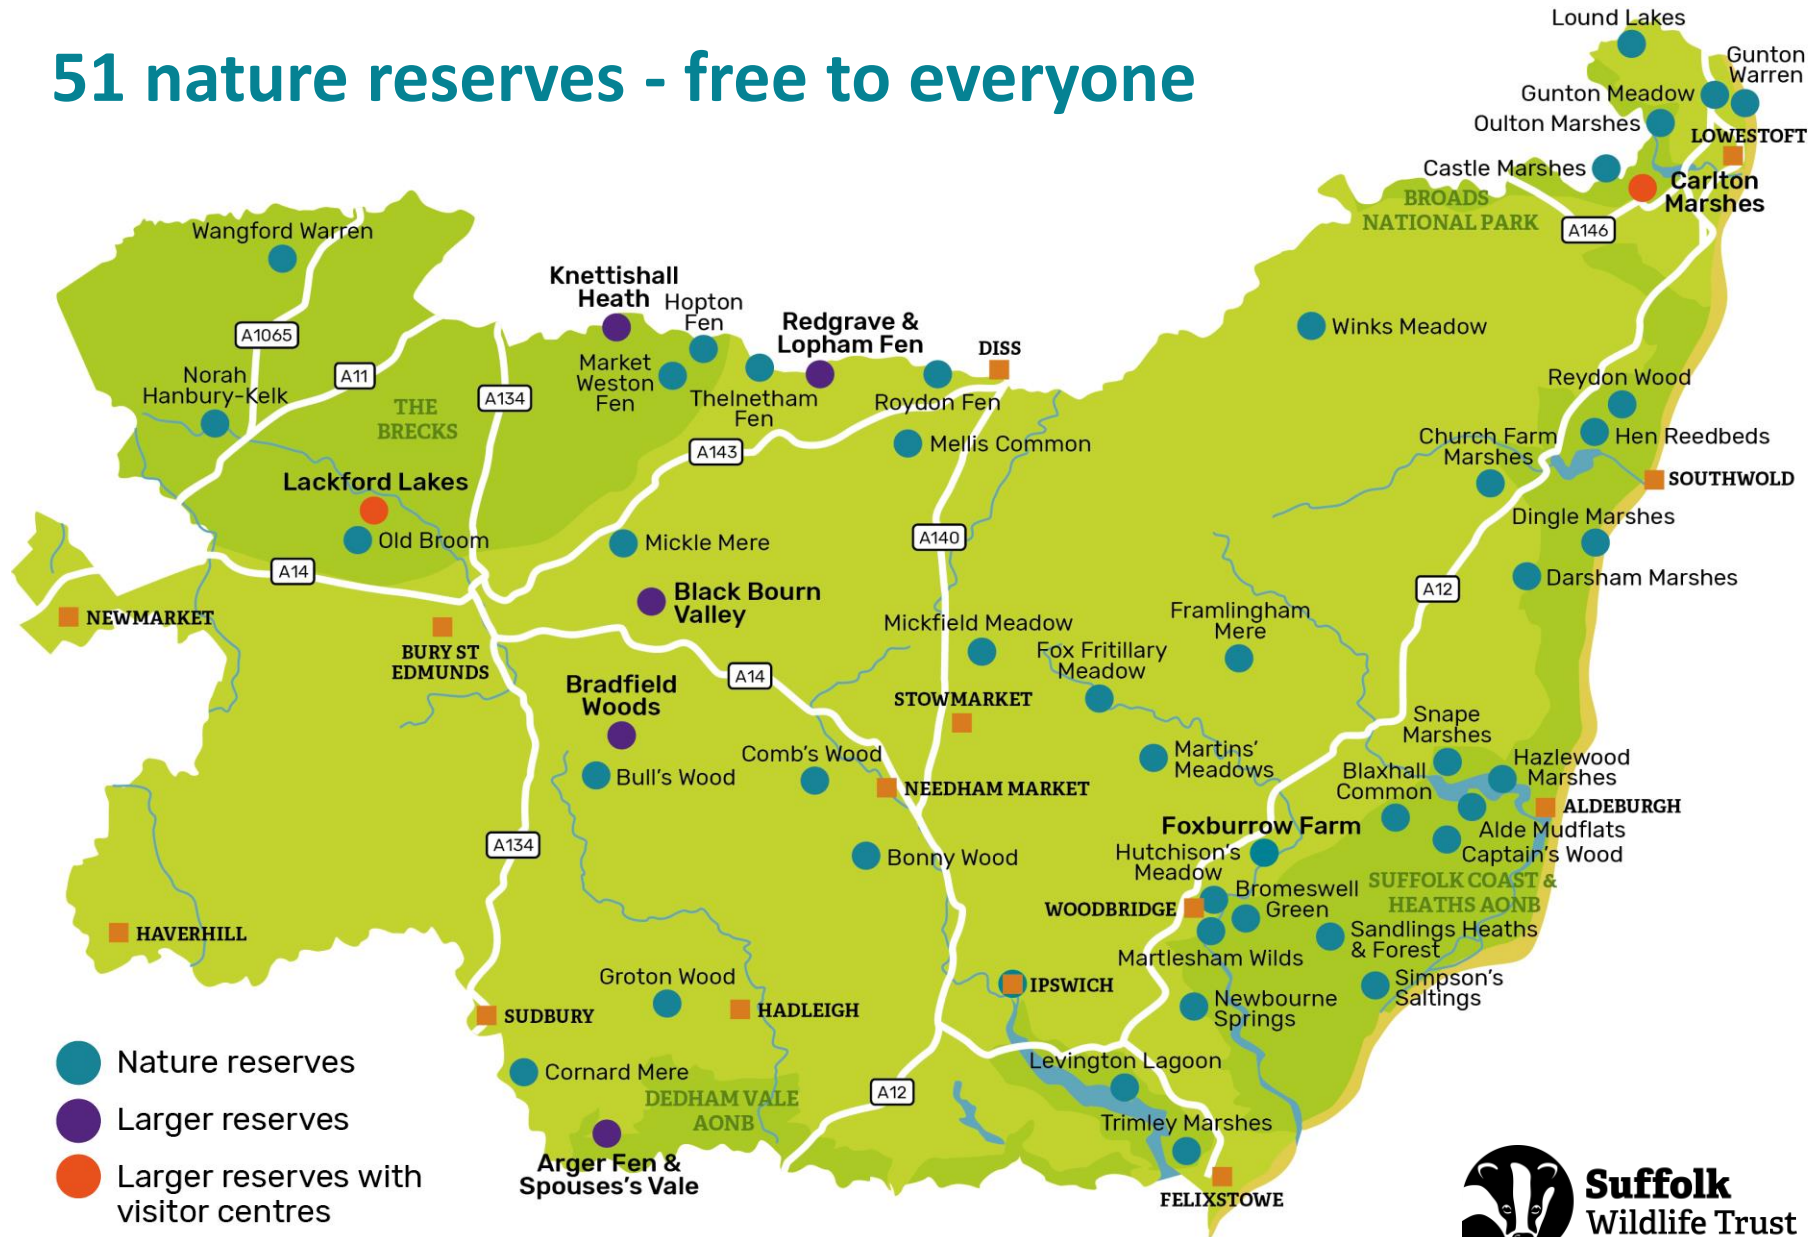 51 nature reserves - free to everyone
Lound Lakes
Gunton
Warren
Gunton Meadow
Oulton Marshes
LOWESTOFT
Castle Marshes
Carlton
Marshes
BROADS
NATIONAL PARK
A146
Wangford Warren
Knettishall
Heath
Hopton
Fen
Redgrave &
Lopham Fen
DISS
Winks Meadow
A1065
A11
Market
Weston
Fen
Thelnetham
Fen
Roydon Fen
Norah
Hanbury-Kelk
THE
BRECKS
A134
Reydon Wood
A143
Mellis Common
Church Farm
Marshes
Hen Reedbeds
SOUTHWOLD
Lackford Lakes
Old Broom
Mickle Mere
A140
Dingle Marshes
Darsham Marshes
A14
A12
NEWMARKET
BURY ST
EDMUNDS
Black Bourn
Valley
Mickfield Meadow
Fox Fritillary
Meadow
Framlingham
Mere
A14
Bradfield
Woods
STOWMARKET
Snape
Marshes
Comb's Wood
Martins'
Meadows
Blaxhall
Common
Hazlewood
Marshes
Bull's Wood
NEEDHAM MARKET
ALDEBURGH
Alde Mudflats
Captain's Wood
Foxburrow Farm
A134
Bonny Wood
Hutchison's
Meadow
Bromeswell
Green
SUFFOLK COAST &
HEATHS AONB
WOODBRIDGE
HAVERHILL
Sandlings Heaths
& Forest
Martlesham Wilds
Groton Wood
IPSWICH
Simpson's
Saltings
Newbourne
Springs
SUDBURY
HADLEIGH
Levington Lagoon
Cornard Mere
DEDHAM VALE
AONB
A12
Trimley Marshes
Arger Fen &
Spouses's Vale
FELIXSTOWE
Nature reserves
Larger reserves
Larger reserves with
visitor centres
Suffolk
Wildlife Trust